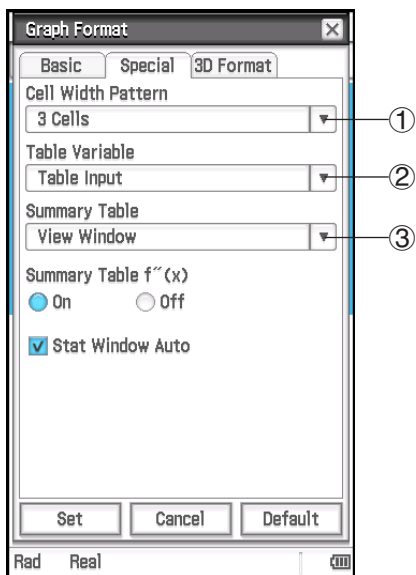 Graph Format
Basic Special 3D Format
Cell Width Pattern
3 Cells ①
Table Variable
Table Input ②
Summary Table
View Window ③
Summary Table f˝(x)
On Off
Stat Window Auto
Set Cancel Default
Rad Real